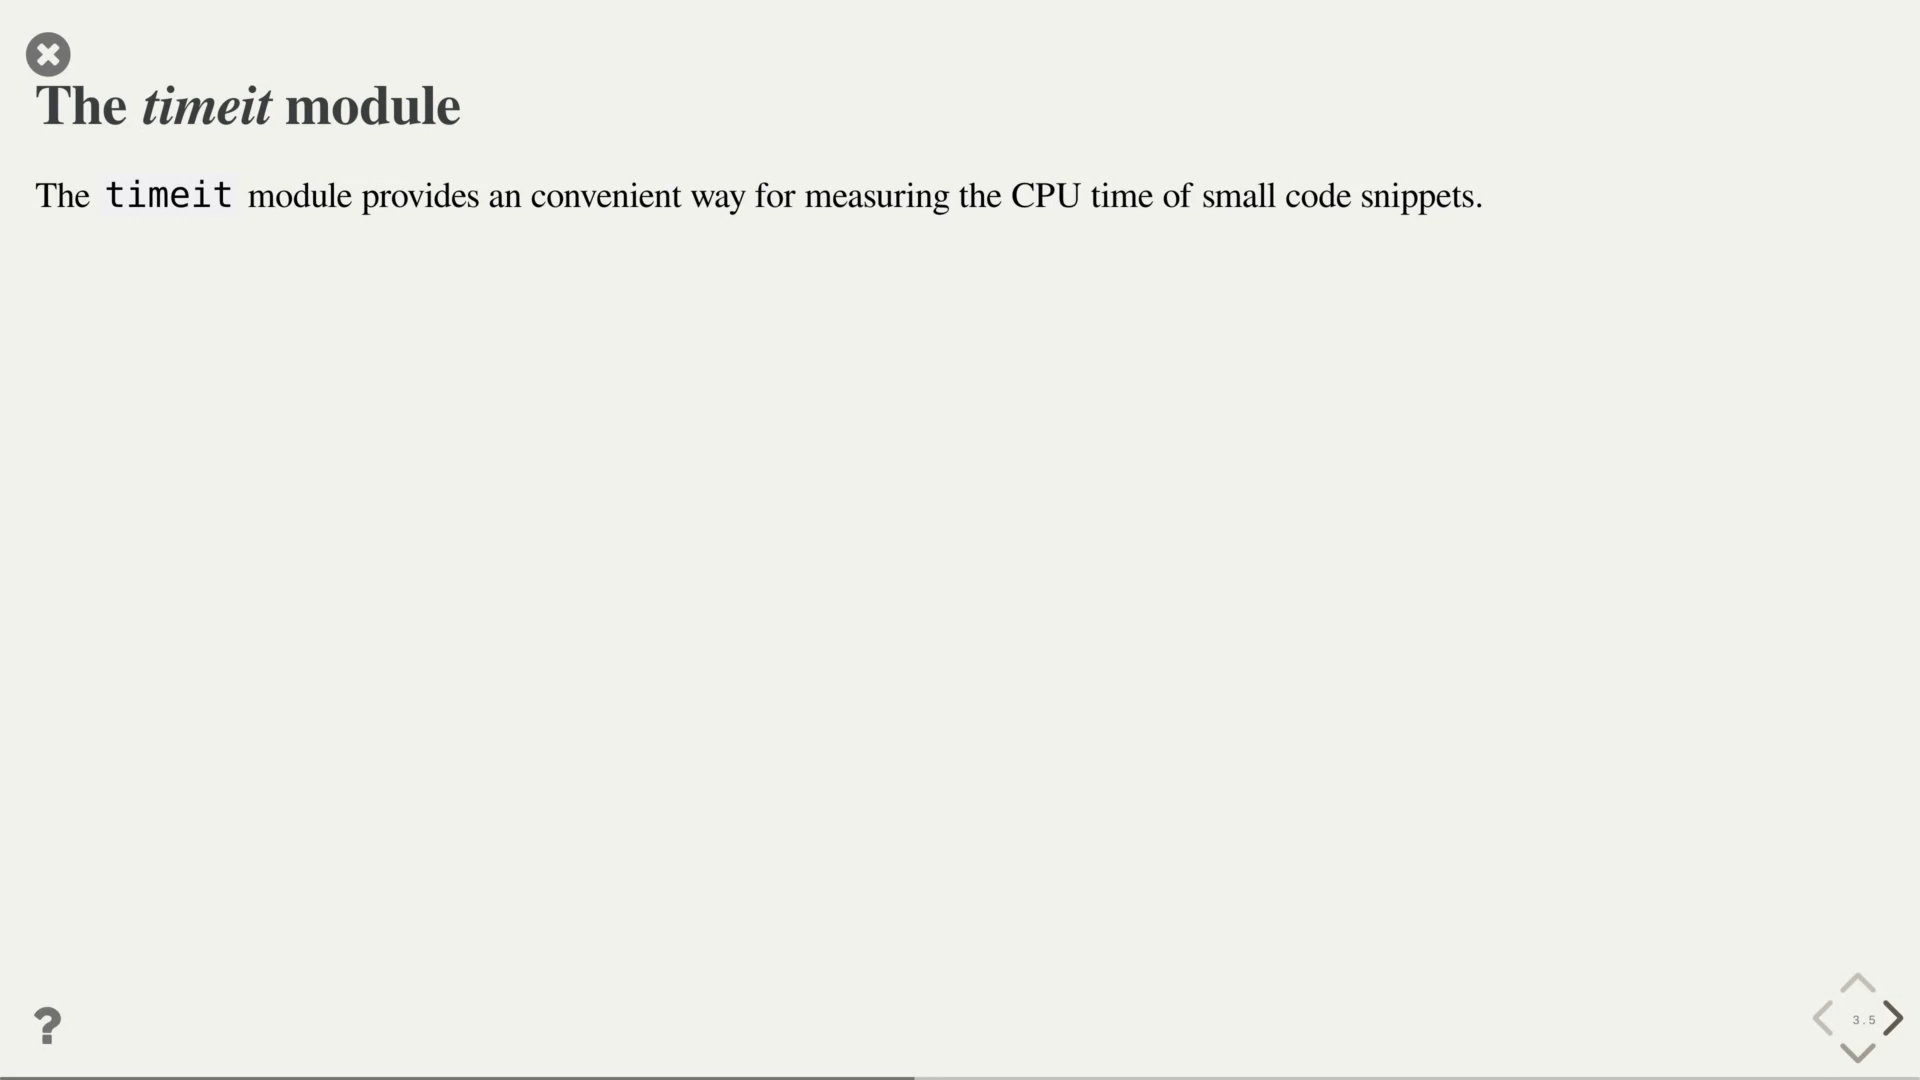 The timeit module
The timeit module provides an convenient way for measuring the CPU time of small code snippets.
?
3.5